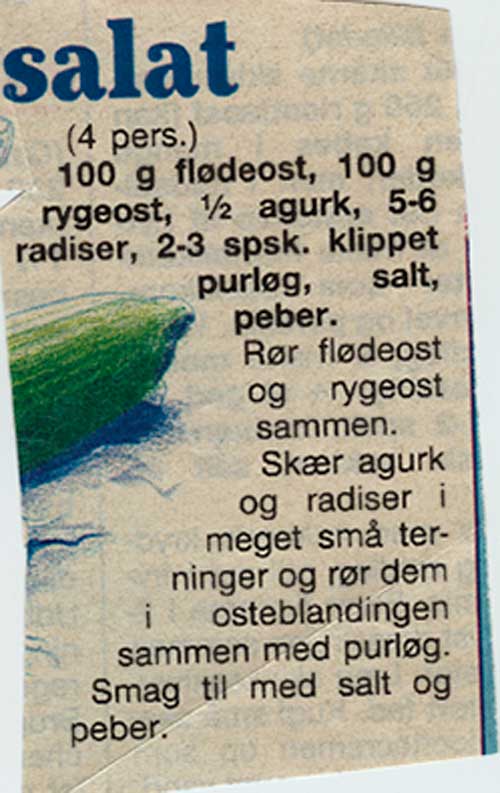 salat
(4 pers.)
100 g flødeost, 100 g
rygeost, ½ agurk, 5-6
radiser, 2-3 spsk. klippet
purløg, salt,
peber.
Rør flødeost
og rygeost
sammen.
Skær agurk
og radiser i
meget små ter-
ninger og rør dem
i osteblandingen
sammen med purløg.
Smag til med salt og
peber.